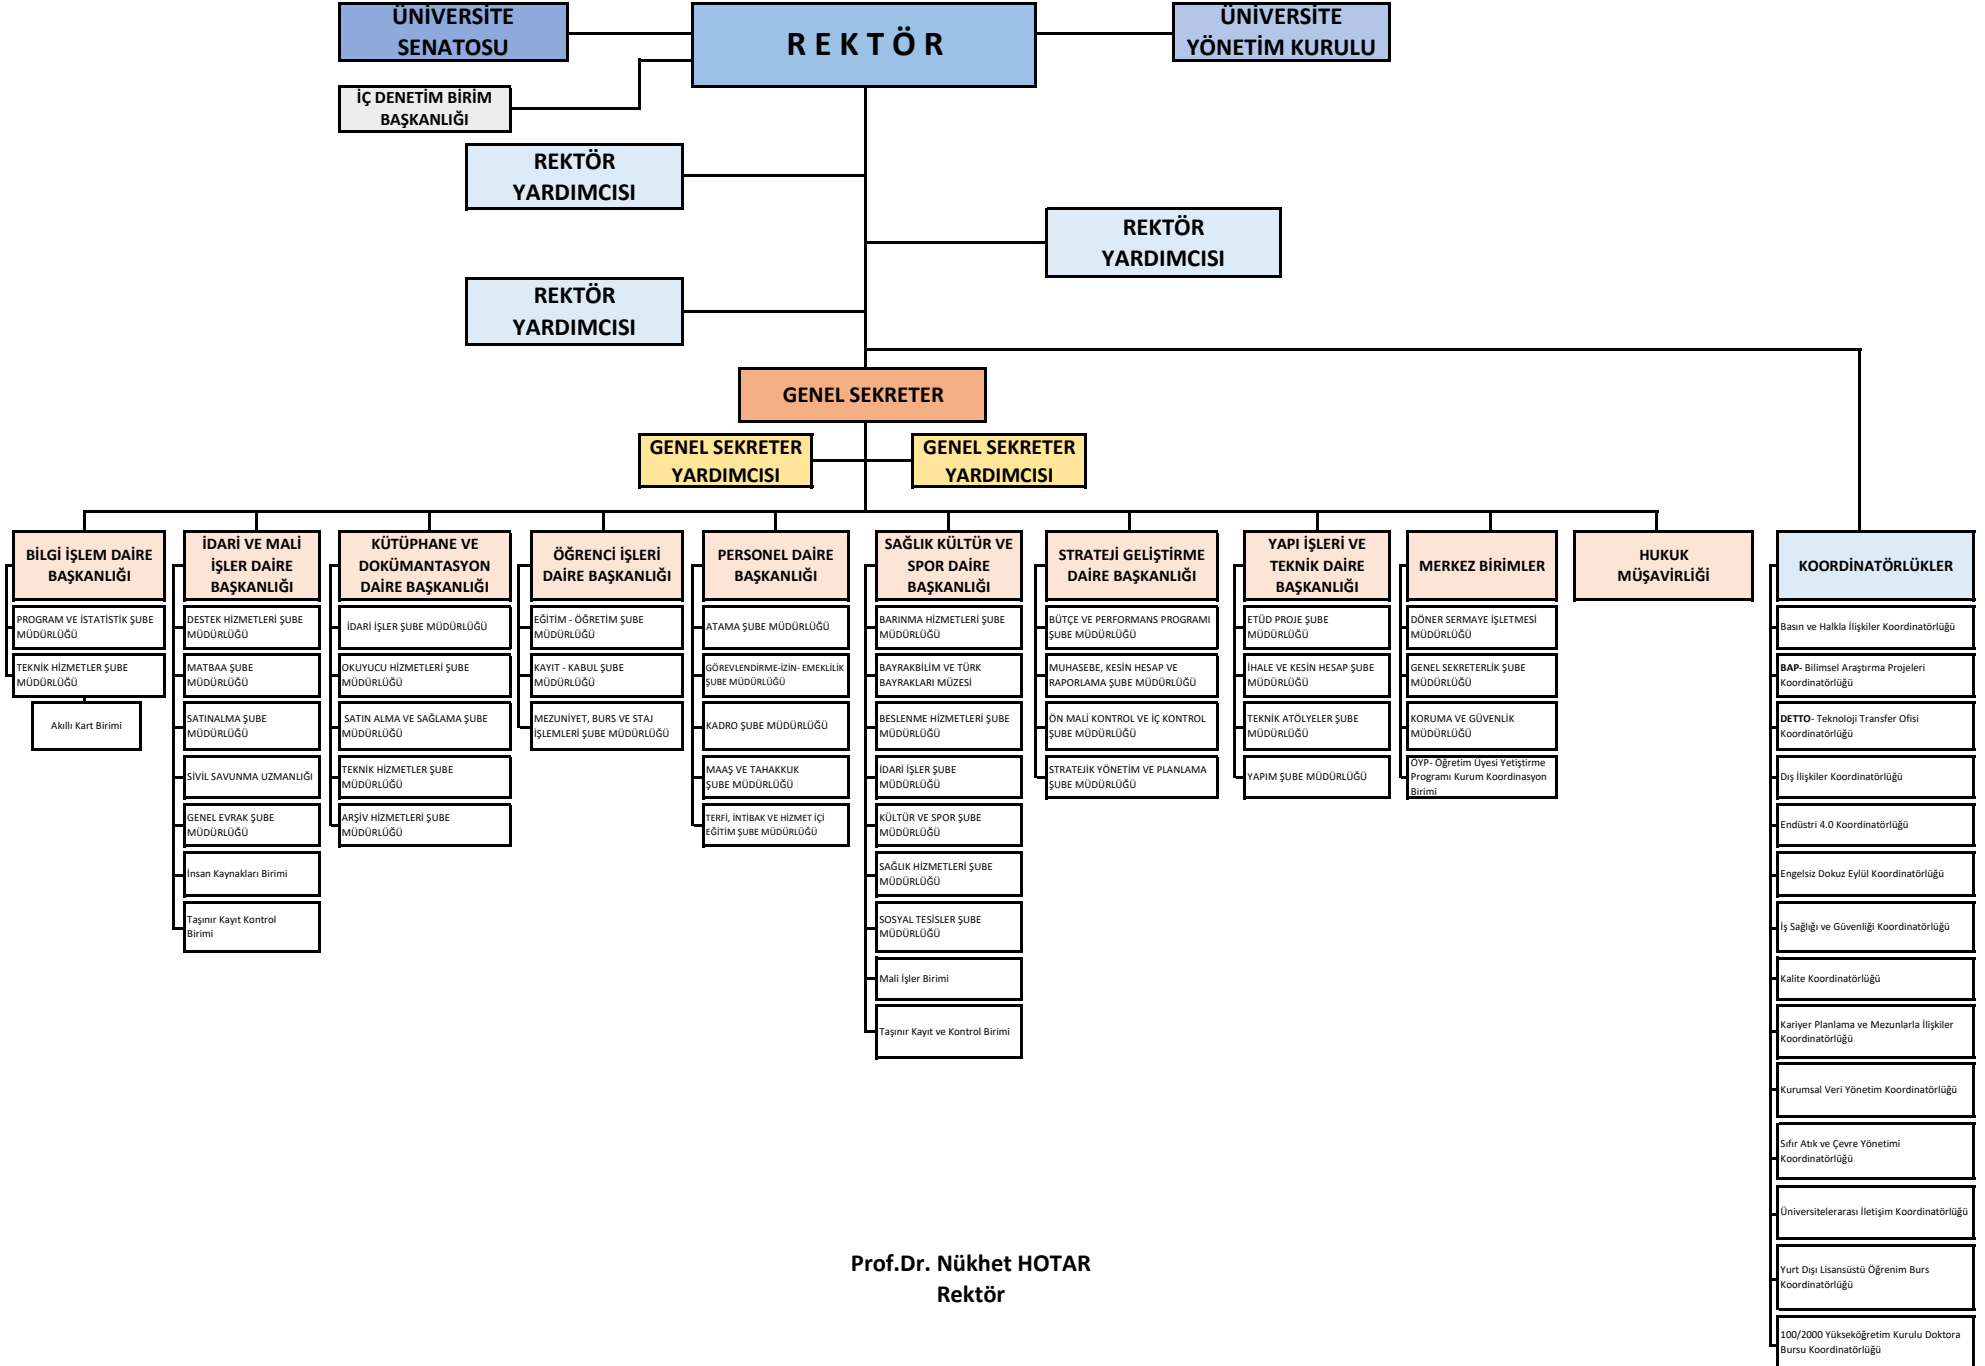 ÜNİVERSİTE
SENATOSU
R E K T Ö R
ÜNİVERSİTE
YÖNETİM KURULU
İÇ DENETİM BİRİM
BAŞKANLIĞI
REKTÖR
YARDIMCISI
REKTÖR
YARDIMCISI
REKTÖR
YARDIMCISI
GENEL SEKRETER
GENEL SEKRETER
YARDIMCISI
GENEL SEKRETER
YARDIMCISI
BİLGİ İŞLEM DAİRE
BAŞKANLIĞI
PROGRAM VE İSTATİSTİK ŞUBE
MÜDÜRLÜĞÜ
TEKNİK HİZMETLER ŞUBE
MÜDÜRLÜĞÜ
Akıllı Kart Birimi
İDARİ VE MALİ
İŞLER DAİRE
BAŞKANLIĞI
DESTEK HİZMETLERİ ŞUBE
MÜDÜRLÜĞÜ
MATBAA ŞUBE
MÜDÜRLÜĞÜ
SATINALMA ŞUBE
MÜDÜRLÜĞÜ
SİVİL SAVUNMA UZMANLIĞI
GENEL EVRAK ŞUBE
MÜDÜRLÜĞÜ
İnsan Kaynakları Birimi
Taşınır Kayıt Kontrol
Birimi
KÜTÜPHANE VE
DOKÜMANTASYON
DAİRE BAŞKANLIĞI
İDARİ İŞLER ŞUBE MÜDÜRLÜĞÜ
OKUYUCU HİZMETLERİ ŞUBE
MÜDÜRLÜĞÜ
SATIN ALMA VE SAĞLAMA ŞUBE
MÜDÜRLÜĞÜ
TEKNİK HİZMETLER ŞUBE
MÜDÜRLÜĞÜ
ARŞİV HİZMETLERİ ŞUBE
MÜDÜRLÜĞÜ
ÖĞRENCİ İŞLERİ
DAİRE BAŞKANLIĞI
EĞİTİM - ÖĞRETİM ŞUBE
MÜDÜRLÜĞÜ
KAYIT - KABUL ŞUBE
MÜDÜRLÜĞÜ
MEZUNİYET, BURS VE STAJ
İŞLEMLERİ ŞUBE MÜDÜRLÜĞÜ
PERSONEL DAİRE
BAŞKANLIĞI
ATAMA ŞUBE MÜDÜRLÜĞÜ
GÖREVLENDİRME-İZİN- EMEKLİLİK
ŞUBE MÜDÜRLÜĞÜ
KADRO ŞUBE MÜDÜRLÜĞÜ
MAAŞ VE TAHAKKUK
ŞUBE MÜDÜRLÜĞÜ
TERFİ, İNTİBAK VE HİZMET İÇİ
EĞİTİM ŞUBE MÜDÜRLÜĞÜ
SAĞLIK KÜLTÜR VE
SPOR DAİRE
BAŞKANLIĞI
BARINMA HİZMETLERİ ŞUBE
MÜDÜRLÜĞÜ
BAYRAKBİLİM VE TÜRK
BAYRAKLARI MÜZESİ
BESLENME HİZMETLERİ ŞUBE
MÜDÜRLÜĞÜ
İDARİ İŞLER ŞUBE
MÜDÜRLÜĞÜ
KÜLTÜR VE SPOR ŞUBE
MÜDÜRLÜĞÜ
SAĞLIK HİZMETLERİ ŞUBE
MÜDÜRLÜĞÜ
SOSYAL TESİSLER ŞUBE
MÜDÜRLÜĞÜ
Mali İşler Birimi
Taşınır Kayıt ve Kontrol Birimi
STRATEJİ GELİŞTİRME
DAİRE BAŞKANLIĞI
BÜTÇE VE PERFORMANS PROGRAMI
ŞUBE MÜDÜRLÜĞÜ
MUHASEBE, KESİN HESAP VE
RAPORLAMA ŞUBE MÜDÜRLÜĞÜ
ÖN MALİ KONTROL VE İÇ KONTROL
ŞUBE MÜDÜRLÜĞÜ
STRATEJİK YÖNETİM VE PLANLAMA
ŞUBE MÜDÜRLÜĞÜ
YAPI İŞLERİ VE
TEKNİK DAİRE
BAŞKANLIĞI
ETÜD PROJE ŞUBE
MÜDÜRLÜĞÜ
İHALE VE KESİN HESAP ŞUBE
MÜDÜRLÜĞÜ
TEKNİK ATÖLYELER ŞUBE
MÜDÜRLÜĞÜ
YAPIM ŞUBE MÜDÜRLÜĞÜ
MERKEZ BİRİMLER
DÖNER SERMAYE İŞLETMESİ
MÜDÜRLÜĞÜ
GENEL SEKRETERLİK ŞUBE
MÜDÜRLÜĞÜ
KORUMA VE GÜVENLİK
MÜDÜRLÜĞÜ
ÖYP- Öğretim Üyesi Yetiştirme
Programı Kurum Koordinasyon
Birimi
HUKUK
MÜŞAVİRLİĞİ
KOORDİNATÖRLÜKLER
Basın ve Halkla İlişkiler Koordinatörlüğü
BAP- Bilimsel Araştırma Projeleri
Koordinatörlüğü
DETTO- Teknoloji Transfer Ofisi
Koordinatörlüğü
Dış İlişkiler Koordinatörlüğü
Endüstri 4.0 Koordinatörlüğü
Engelsiz Dokuz Eylül Koordinatörlüğü
İş Sağlığı ve Güvenliği Koordinatörlüğü
Kalite Koordinatörlüğü
Kariyer Planlama ve Mezunlarla İlişkiler
Koordinatörlüğü
Kurumsal Veri Yönetim Koordinatörlüğü
Sıfır Atık ve Çevre Yönetimi
Koordinatörlüğü
Üniversitelerarası İletişim Koordinatörlüğü
Yurt Dışı Lisansüstü Öğrenim Burs
Koordinatörlüğü
100/2000 Yükseköğretim Kurulu Doktora
Bursu Koordinatörlüğü
Prof.Dr. Nükhet HOTAR
Rektör